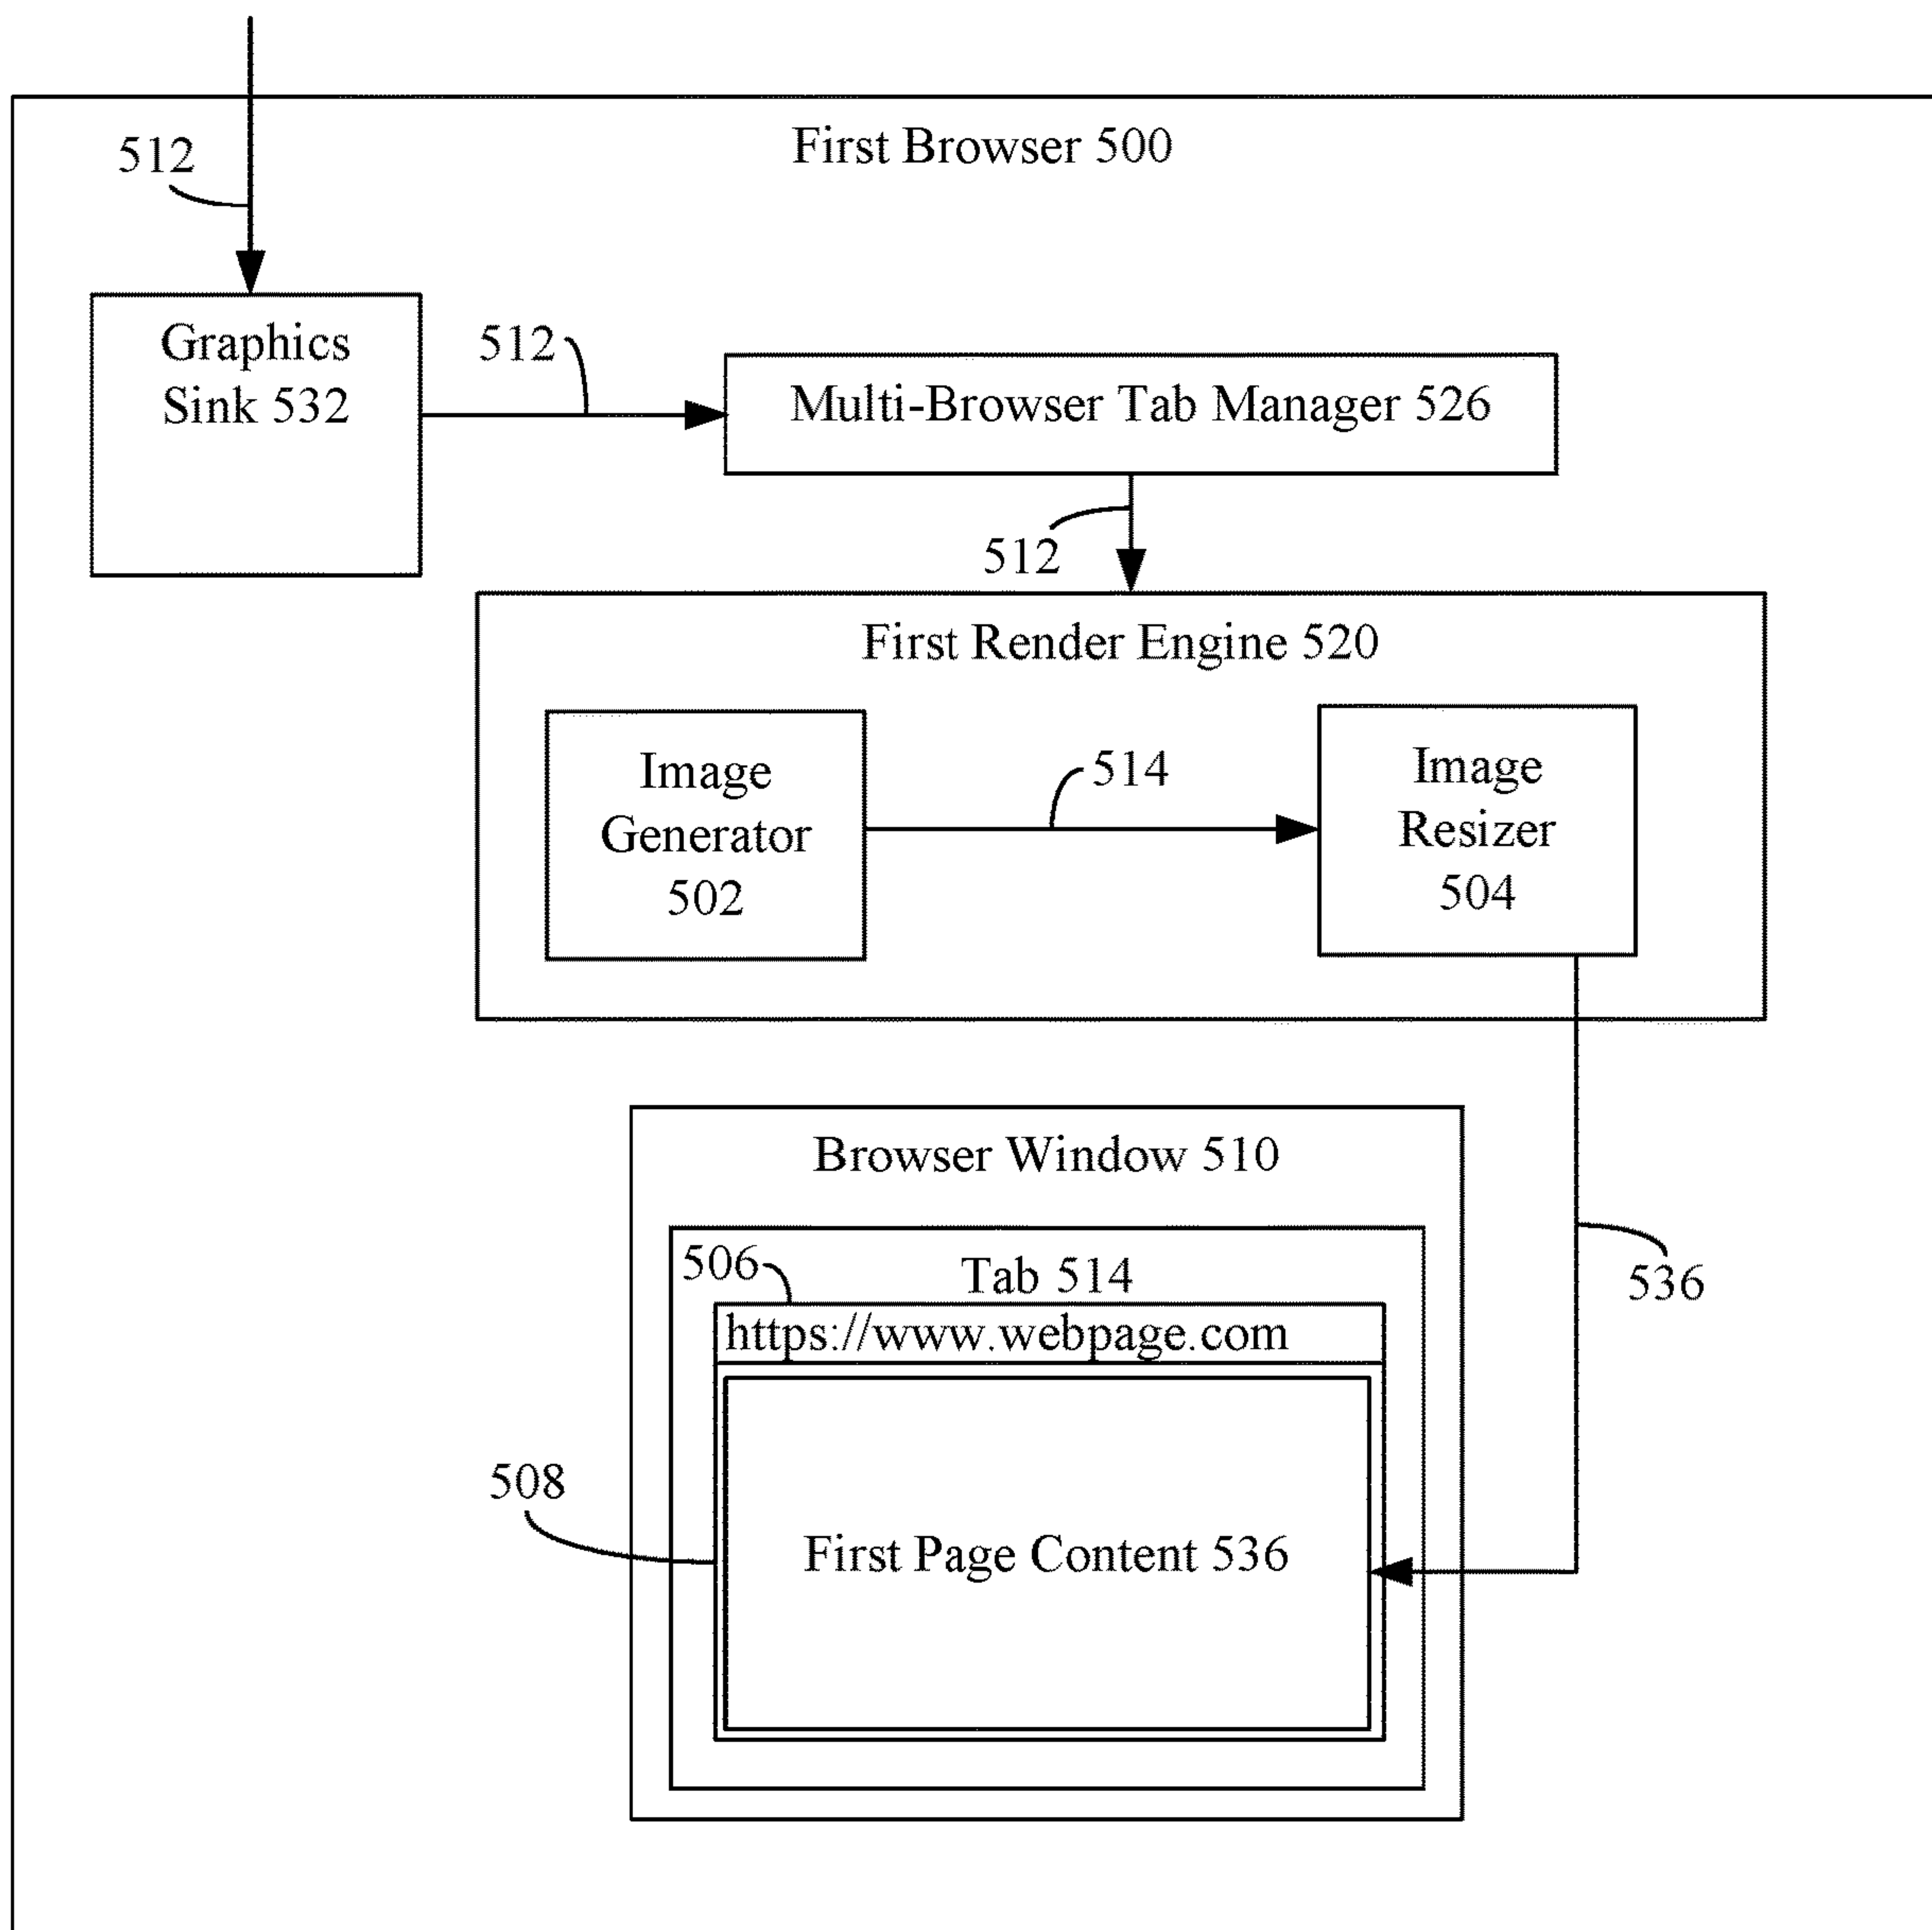 First Browser 500
512
Graphics
Sink 532
512
Multi-Browser Tab Manager 526
512
First Render Engine 520
Image
Generator
502
514
Image
Resizer
504
Browser Window 510
506
Tab 514
536
https://www.webpage.com
508
First Page Content 536